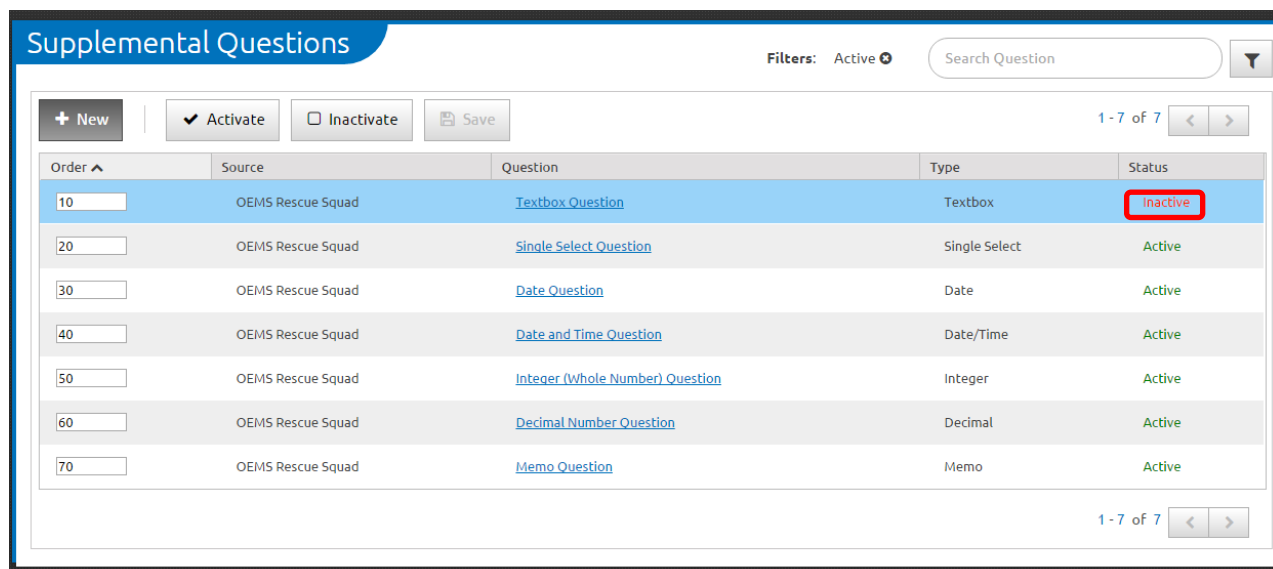 Supplemental Questions
Filters: Active Search Question
New Activate Inactivate Save 1 - 7 of 7
Order Source Question Type Status
10 OEMS Rescue Squad Textbox Question Textbox Inactive
20 OEMS Rescue Squad Single Select Question Single Select Active
30 OEMS Rescue Squad Date Question Date Active
40 OEMS Rescue Squad Date and Time Question Date/Time Active
50 OEMS Rescue Squad Integer (Whole Number) Question Integer Active
60 OEMS Rescue Squad Decimal Number Question Decimal Active
70 OEMS Rescue Squad Memo Question Memo Active
1 - 7 of 7